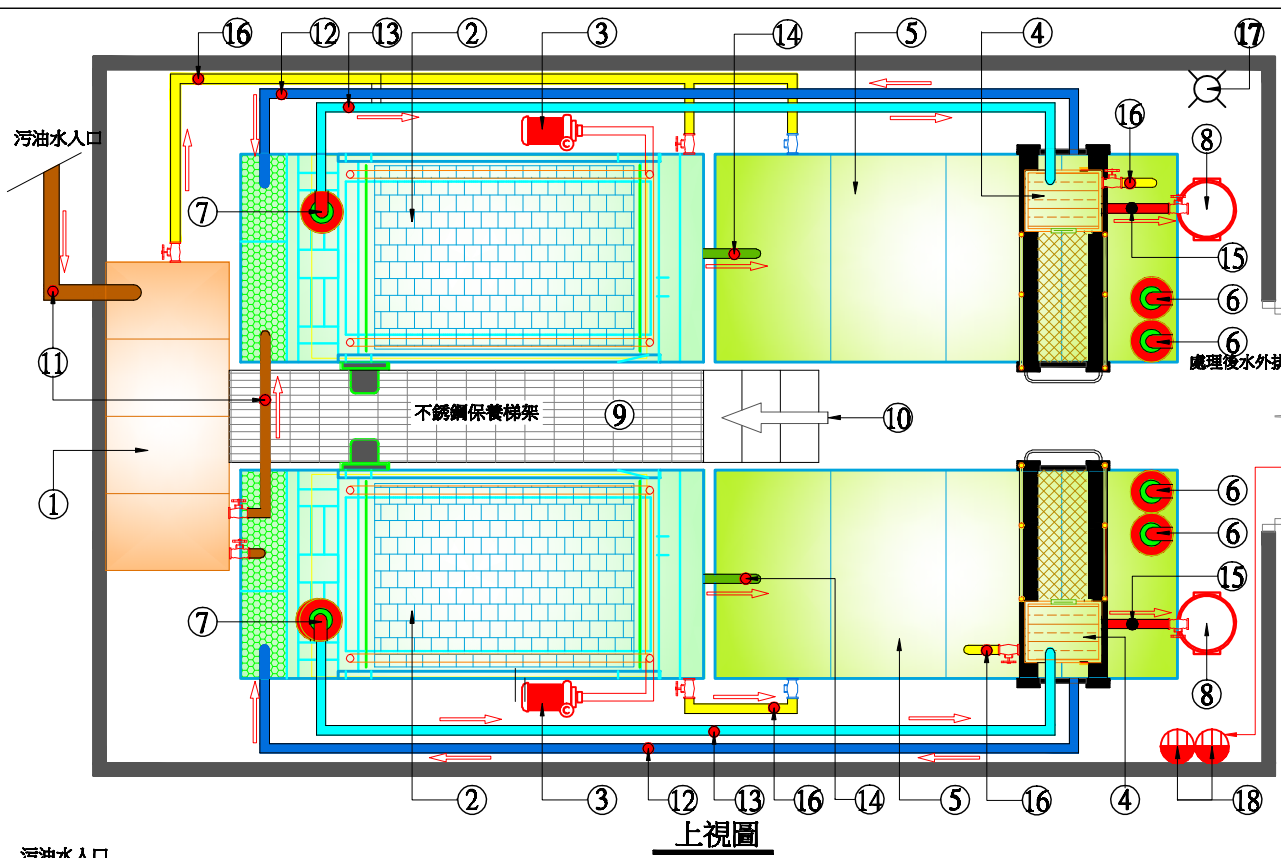 ⑯ ⑫ ⑬ ② ③ ⑭ ⑤ ④ ⑰
污油水入口
⑯
⑧
⑦
⑭
⑮
⑥
⑥
處理後水外排
⑪
不銹鋼保養梯架 ⑨ ⑩
①
⑥
⑥
⑮
⑦
⑯
⑧
② ③ ⑫ ⑬ ⑯ ⑭ ⑤ ⑯ ④ ⑱
上視圖
污油水入口